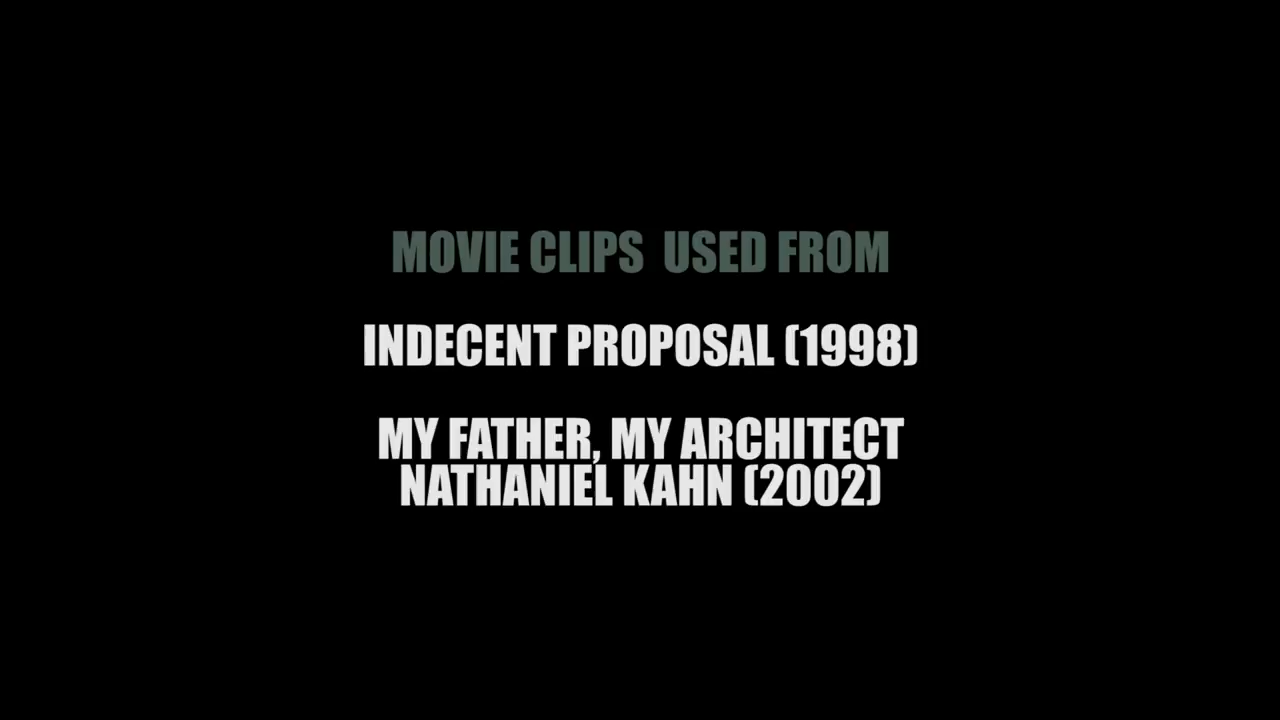 MOVIE CLIPS  USED FROM
INDECENT PROPOSAL (1998)
MY FATHER, MY ARCHITECT
NATHANIEL KAHN (2002)